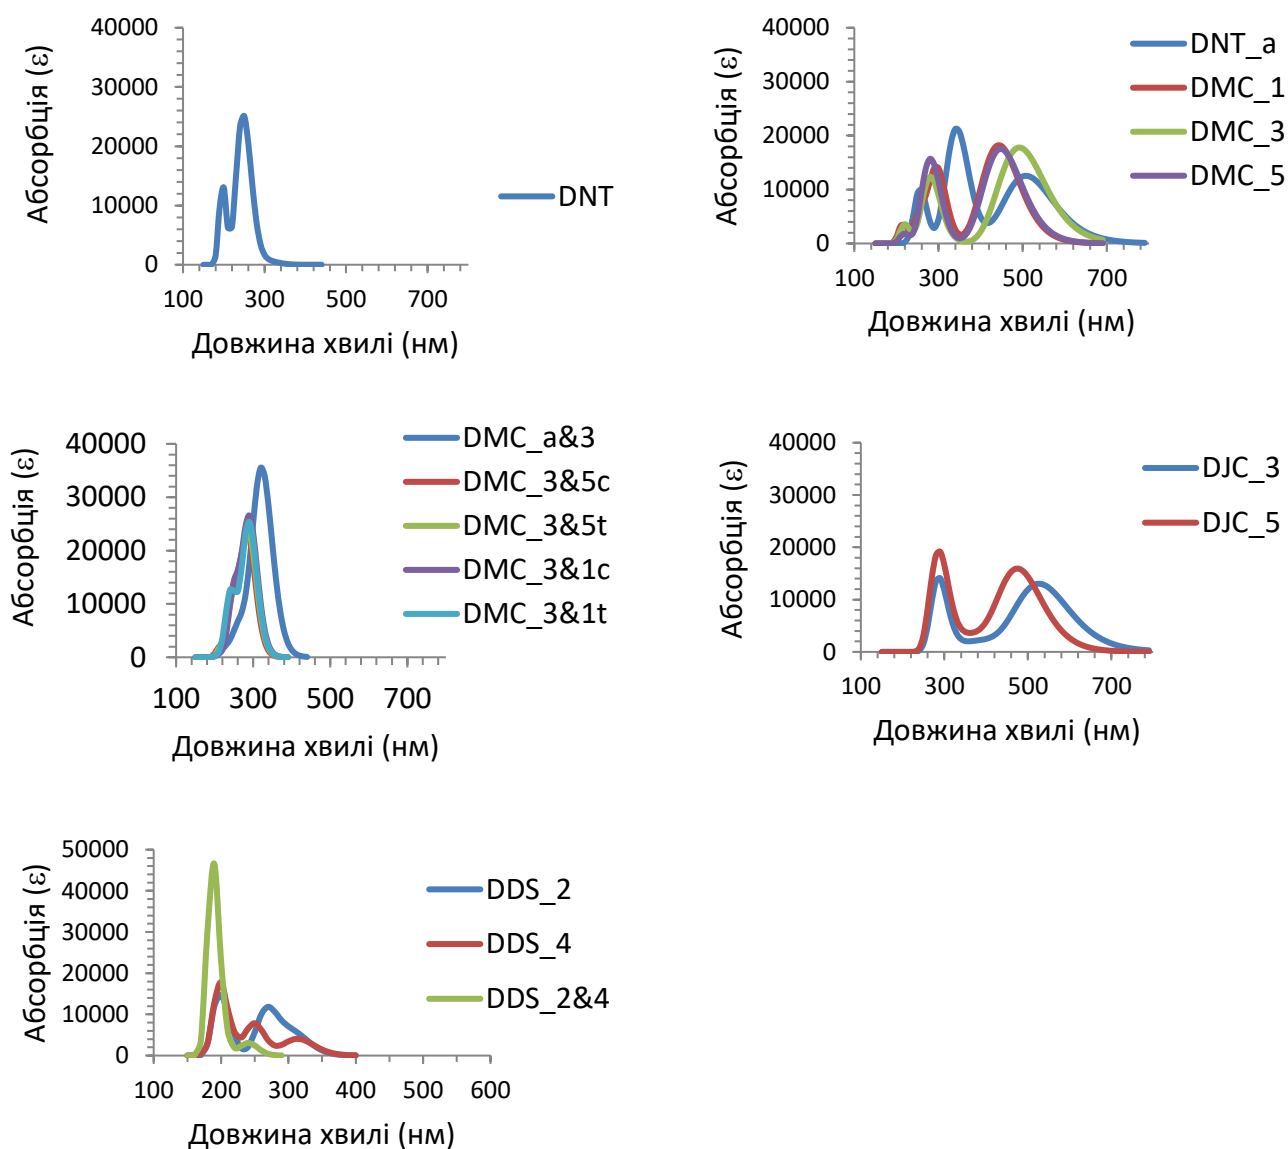 40000
30000
20000
10000
0
100 300 500 700
Абсорбція (ε)
Довжина хвилі (нм)
DNT
40000
30000
20000
10000
0
100 300 500 700
Абсорбція (ε)
Довжина хвилі (нм)
DNT_a
DMC_1
DMC_3
DMC_5
40000
30000
20000
10000
0
100 300 500 700
Абсорбція (ε)
Довжина хвилі (нм)
DMC_a&3
DMC_3&5c
DMC_3&5t
DMC_3&1c
DMC_3&1t
40000
30000
20000
10000
0
100 300 500 700
Абсорбція (ε)
Довжина хвилі (нм)
DJC_3
DJC_5
50000
40000
30000
20000
10000
0
100 200 300 400 500 600
Абсорбція (ε)
Довжина хвилі (нм)
DDS_2
DDS_4
DDS_2&4